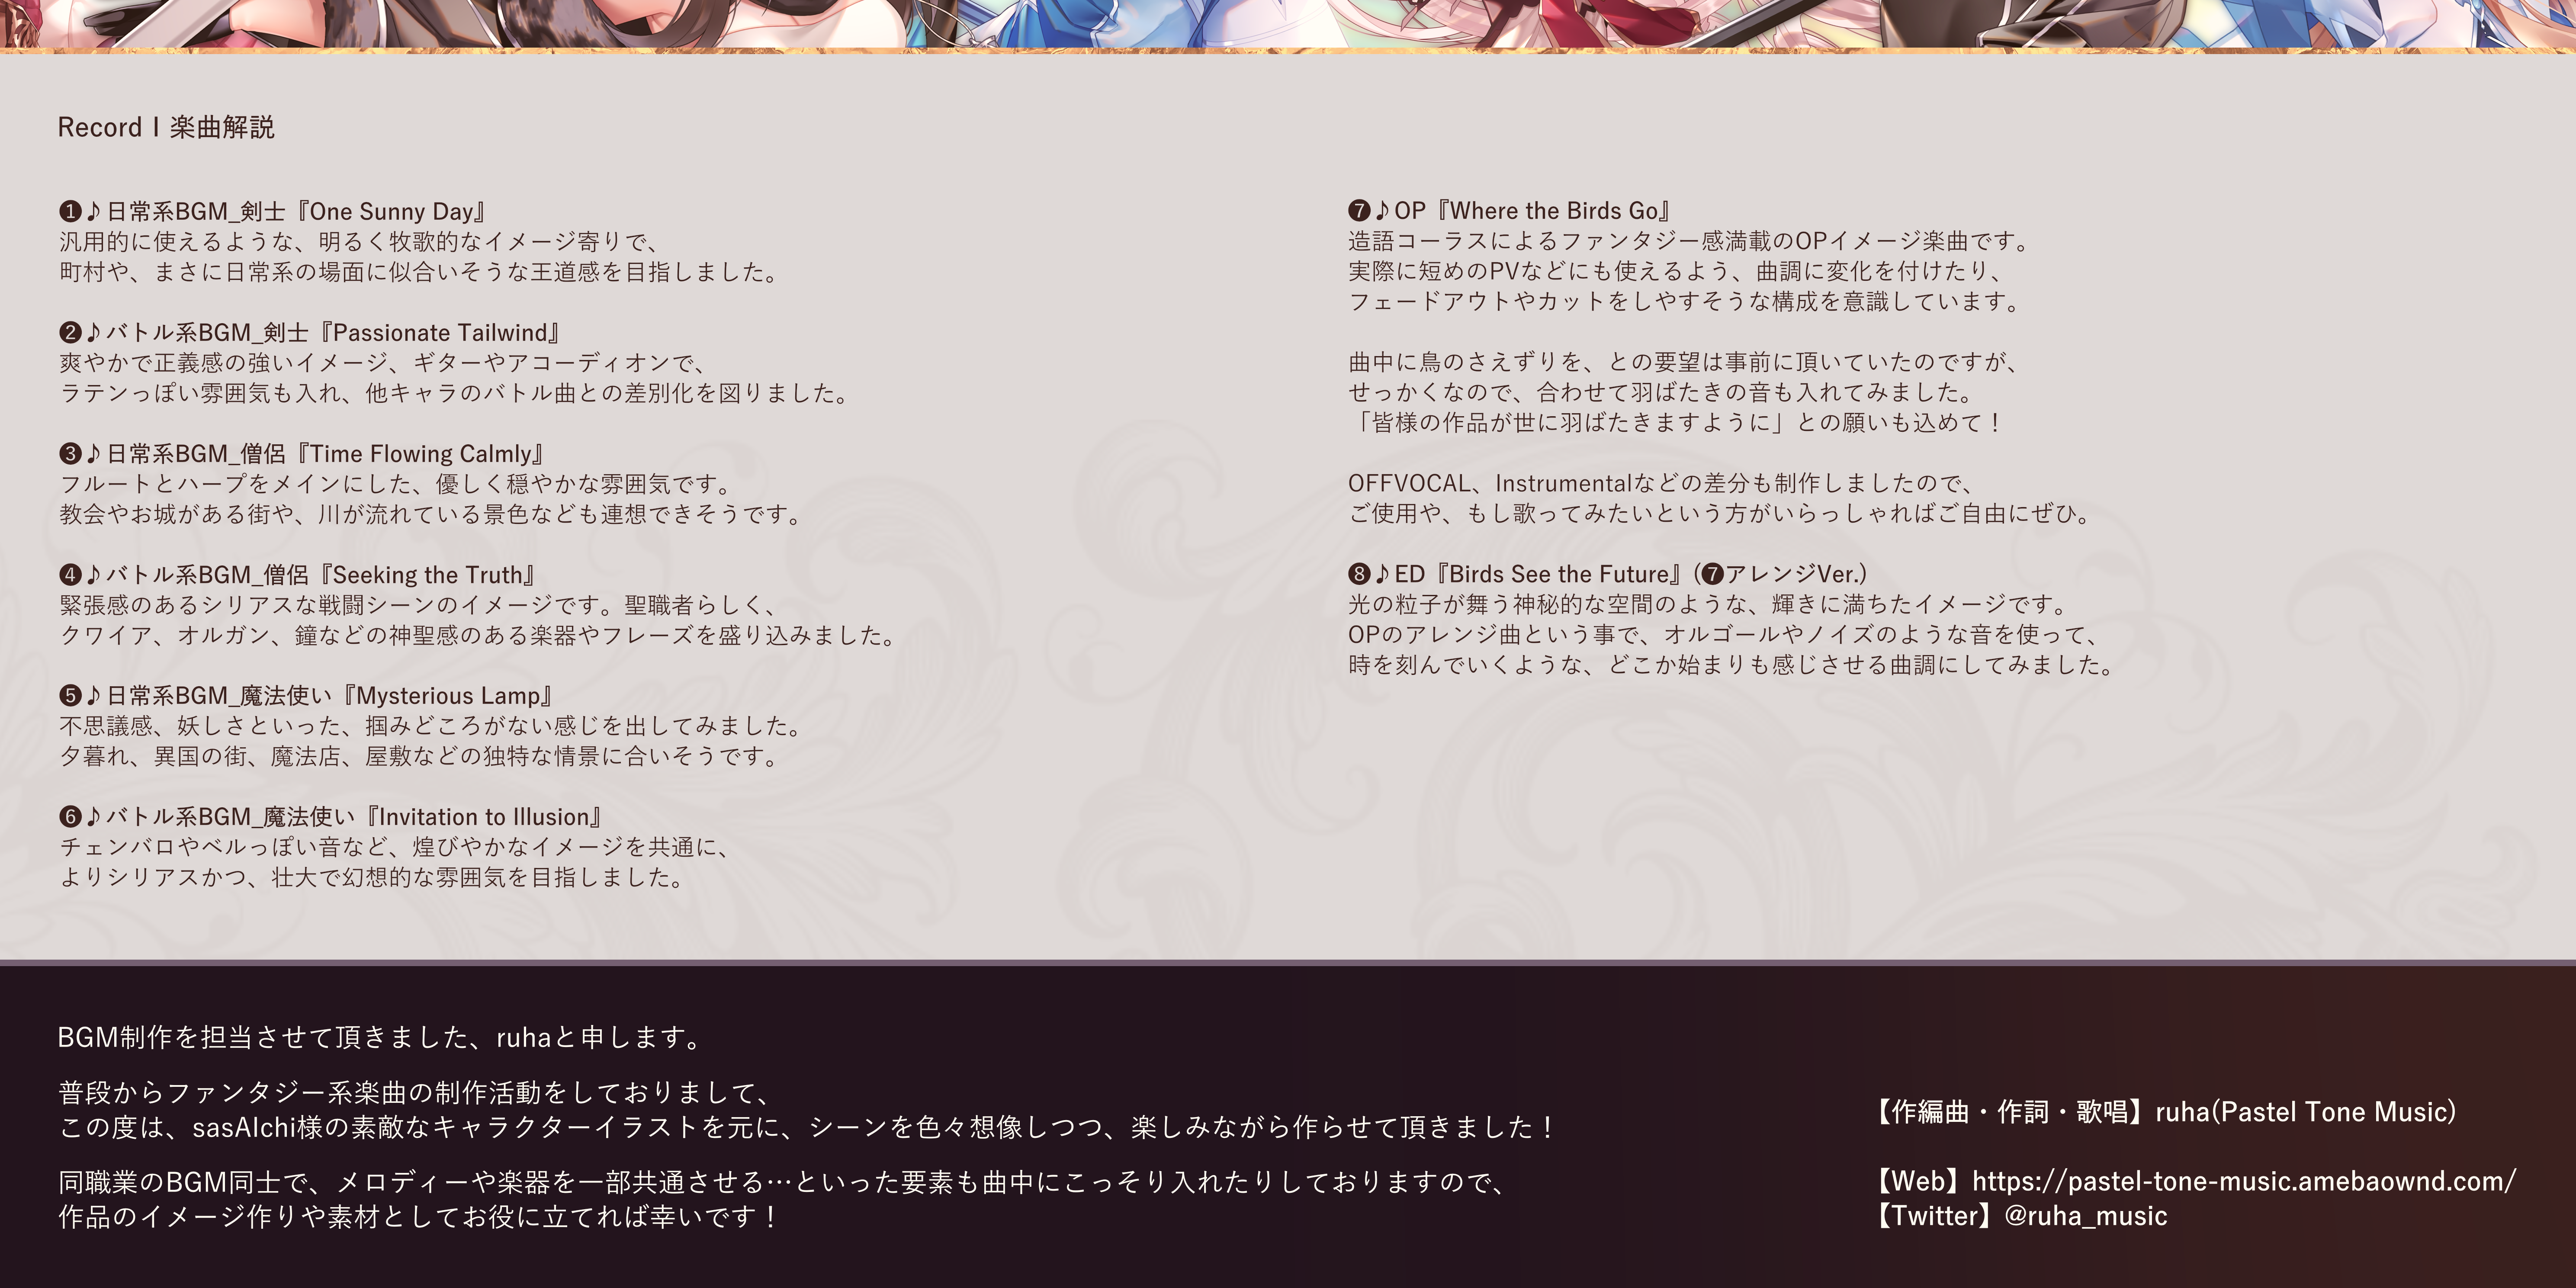 Record I 楽曲解説
❶♪日常系BGM_剣士『One Sunny Day』
汎用的に使えるような、明るく牧歌的なイメージ寄りで、
町村や、まさに日常系の場面に似合いそうな王道感を目指しました。
❷♪バトル系BGM_剣士『Passionate Tailwind』
爽やかで正義感の強いイメージ、ギターやアコーディオンで、
ラテンっぽい雰囲気も入れ、他キャラのバトル曲との差別化を図りました。
❸♪日常系BGM_僧侶『Time Flowing Calmly』
フルートとハープをメインにした、優しく穏やかな雰囲気です。
教会やお城がある街や、川が流れている景色なども連想できそうです。
❹♪バトル系BGM_僧侶『Seeking the Truth』
緊張感のあるシリアスな戦闘シーンのイメージです。聖職者らしく、
クワイア、オルガン、鐘などの神聖感のある楽器やフレーズを盛り込みました。
❺♪日常系BGM_魔法使い『Mysterious Lamp』
不思議感、妖しさといった、掴みどころがない感じを出してみました。
夕暮れ、異国の街、魔法店、屋敷などの独特な情景に合いそうです。
❻♪バトル系BGM_魔法使い『Invitation to Illusion』
チェンバロやベルっぽい音など、煌びやかなイメージを共通に、
よりシリアスかつ、壮大で幻想的な雰囲気を目指しました。
❼♪OP『Where the Birds Go』
造語コーラスによるファンタジー感満載のOPイメージ楽曲です。
実際に短めのPVなどにも使えるよう、曲調に変化を付けたり、
フェードアウトやカットをしやすそうな構成を意識しています。
曲中に鳥のさえずりを、との要望は事前に頂いていたのですが、
せっかくなので、合わせて羽ばたきの音も入れてみました。
「皆様の作品が世に羽ばたきますように」との願いも込めて！
OFFVOCAL、Instrumentalなどの差分も制作しましたので、
ご使用や、もし歌ってみたいという方がいらっしゃればご自由にぜひ。
❽♪ED『Birds See the Future』(❼アレンジVer.)
光の粒子が舞う神秘的な空間のような、輝きに満ちたイメージです。
OPのアレンジ曲という事で、オルゴールやノイズのような音を使って、
時を刻んでいくような、どこか始まりも感じさせる曲調にしてみました。
BGM制作を担当させて頂きました、ruhaと申します。
普段からファンタジー系楽曲の制作活動をしておりまして、
この度は、sasAIchi様の素敵なキャラクターイラストを元に、シーンを色々想像しつつ、楽しみながら作らせて頂きました！
同職業のBGM同士で、メロディーや楽器を一部共通させる…といった要素も曲中にこっそり入れたりしておりますので、
作品のイメージ作りや素材としてお役に立てれば幸いです！
【作編曲・作詞・歌唱】ruha(Pastel Tone Music)
【Web】https://pastel-tone-music.amebaownd.com/
【Twitter】@ruha_music